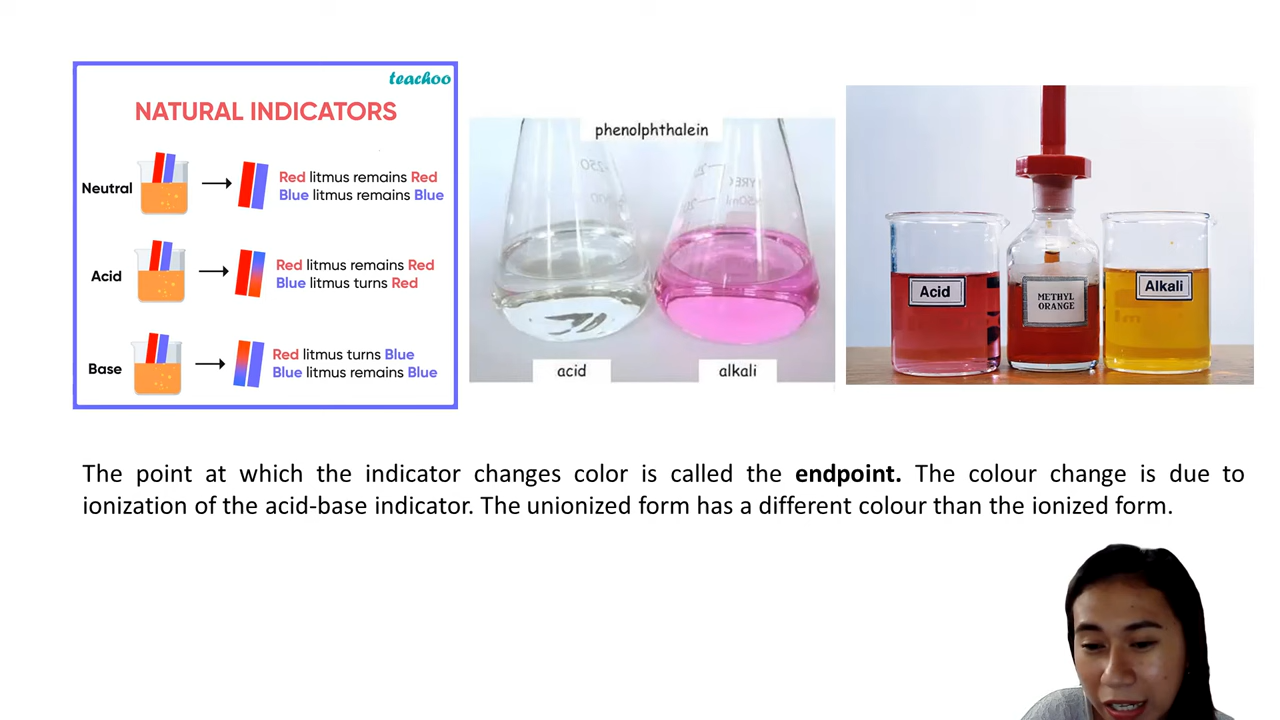 teachoo
NATURAL INDICATORS
Neutral
Red litmus remains Red
Blue litmus remains Blue
Acid
Red litmus remains Red
Blue litmus turns Red
Base
Red litmus turns Blue
Blue litmus remains Blue
phenolphthalein
acid
alkali
Acid
METHYL
ORANGE
Alkali
The point at which the indicator changes color is called the endpoint. The colour change is due to
ionization of the acid-base indicator. The unionized form has a different colour than the ionized form.